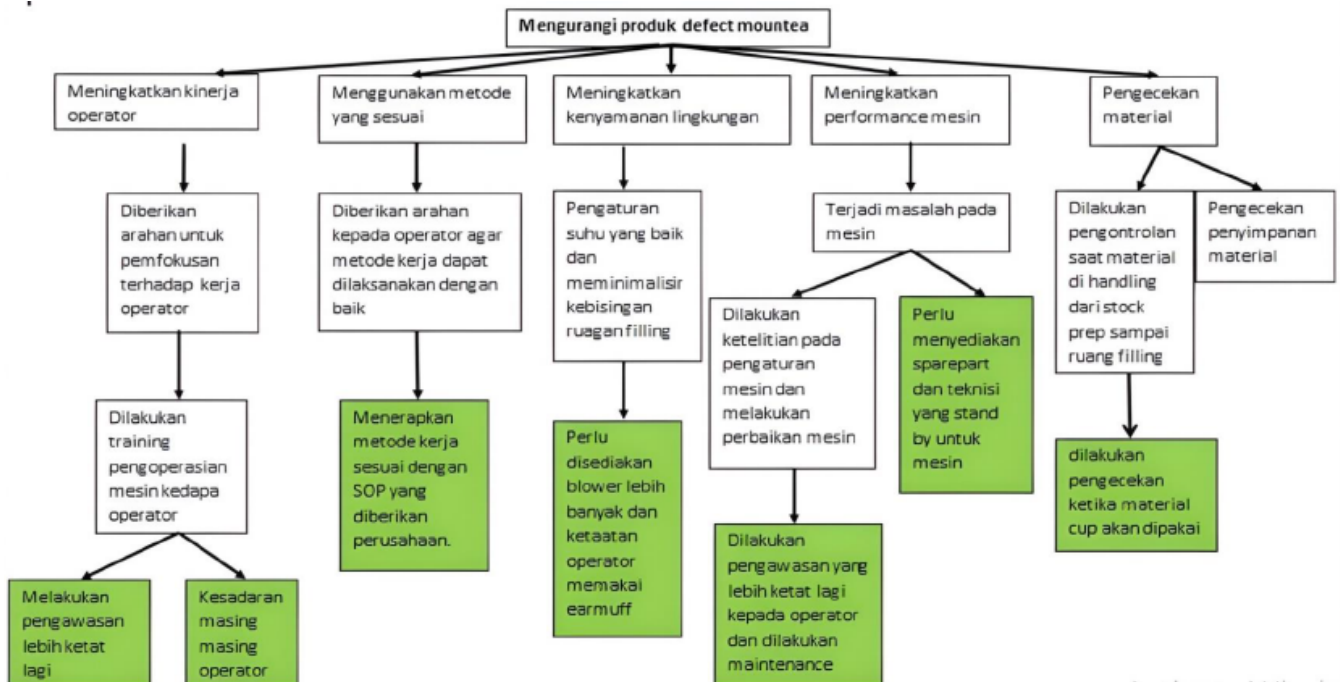 Mengurangi produk defect mountea
Meningkatkan kinerja
operator
Menggunakan metode
yang sesuai
Meningkatkan
kenyamanan lingkungan
Meningkatkan
performance mesin
Pengecekan
material
Diberikan
arahan untuk
pemfokusan
terhadap kerja
operator
Diberikan arahan
kepada operator agar
metode kerja dapat
dilaksanakan dengan
baik
Pengaturan
suhu yang baik
dan
meminimalisir
kebisingan
ruagan filling
Terjadi masalah pada
mesin
Dilakukan
pengontrolan
saat material
di handling
dari stock
prep sampai
ruang filling
Pengecekan
penyimpanan
material
Dilakukan
ketelitian pada
pengaturan
mesin dan
melakukan
perbaikan mesin
Perlu
menyediakan
sparepart
dan teknisi
yang stand
by untuk
mesin
Dilakukan
training
pengoperasian
mesin kedapa
operator
Menerapkan
metode kerja
sesuai dengan
SOP yang
diberikan
perusahaan.
Perlu
disediakan
blower lebih
banyak dan
ketaatan
operator
memakai
earmuff
dilakukan
pengecekan
ketika material
cup akan dipakai
Dilakukan
pengawasan yang
lebih ketat lagi
kepada operator
dan dilakukan
maintenance
Melakukan
pengawasan
lebih ketat
lagi
Kesadaran
masing
masing
operator